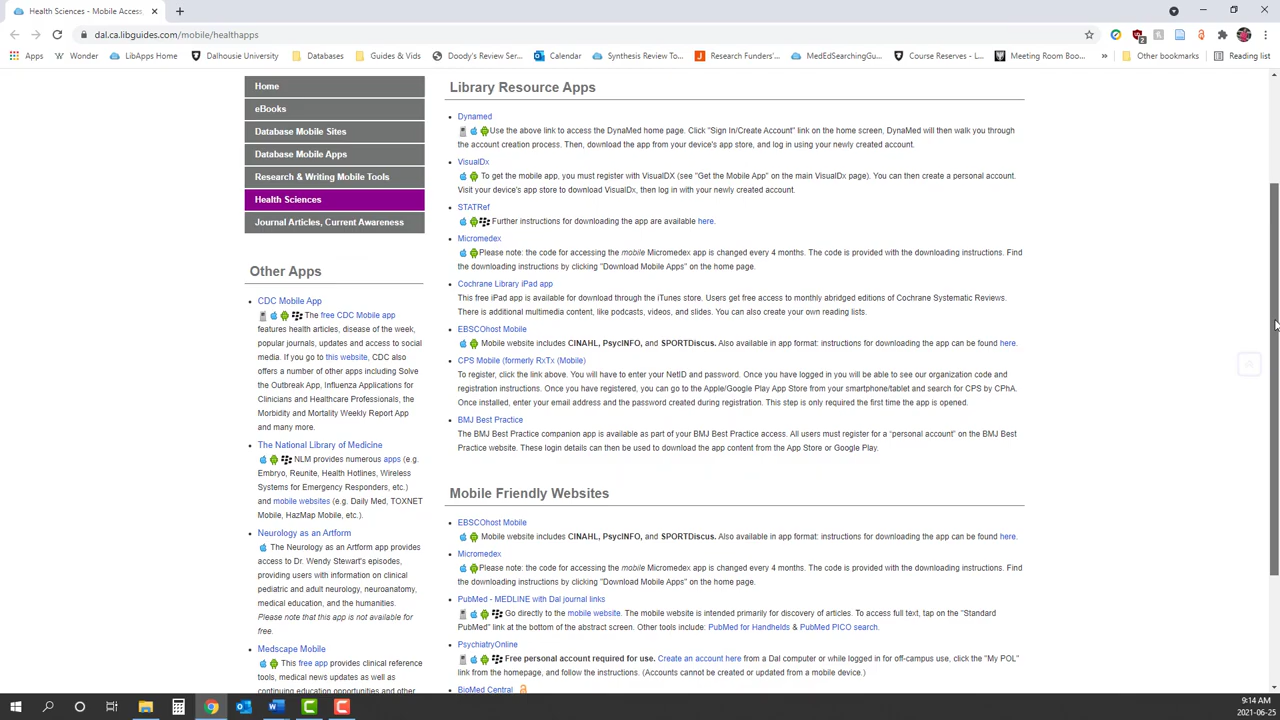 Health Sciences - Mobile Access,
dal.ca.libguides.com/mobile/healthapps
Apps
Wonder
LibApps Home
Dalhousie University
Databases
Guides & Vids
Doody's Review Ser...
Calendar
Synthesis Review To...
Research Funders'...
MedEdSearchingGu...
Course Reserves - L...
Meeting Room Boo...
Other bookmarks
Reading list
Home
eBooks
Database Mobile Sites
Database Mobile Apps
Research & Writing Mobile Tools
Health Sciences
Journal Articles, Current Awareness
Other Apps
CDC Mobile App
The free CDC Mobile app
features health articles, disease of the week,
popular journals, updates and access to social
media. If you go to this website, CDC also
offers a number of other apps including Solve
the Outbreak App, Influenza Applications for
Clinicians and Healthcare Professionals, the
Morbidity and Mortality Weekly Report App
and many more.
The National Library of Medicine
NLM provides numerous apps (e.g.
Embryo, Reunite, Health Hotlines, Wireless
Systems for Emergency Responders, etc.)
and mobile websites (e.g. Daily Med, TOXNET
Mobile, HazMap Mobile, etc.).
Neurology as an Artform
The Neurology as an Artform app provides
access to Dr. Wendy Stewart's episodes,
providing users with information on clinical
pediatric and adult neurology, neuroanatomy,
medical education, and the humanities.
Please note that this app is not available for
free.
Medscape Mobile
This free app provides clinical reference
tools, medical news updates as well as
continuing education opportunities and other
Library Resource Apps
Dynamed
Use the above link to access the DynaMed home page. Click "Sign In/Create Account" link on the home screen, DynaMed will then walk you through
the account creation process. Then, download the app from your device's app store, and log in using your newly created account.
VisualDx
To get the mobile app, you must register with VisualDX (see "Get the Mobile App" on the main VisualDx page). You can then create a personal account.
Visit your device's app store to download VisualDx, then log in with your newly created account.
STATRef
Further instructions for downloading the app are available here.
Micromedex
Please note: the code for accessing the mobile Micromedex app is changed every 4 months. The code is provided with the downloading instructions. Find
the downloading instructions by clicking "Download Mobile Apps" on the home page.
Cochrane Library iPad app
This free iPad app is available for download through the iTunes store. Users get free access to monthly abridged editions of Cochrane Systematic Reviews.
There is additional multimedia content, like podcasts, videos, and slides. You can also create your own reading lists.
EBSCOhost Mobile
Mobile website includes CINAHL, PsycINFO, and SPORTDiscus. Also available in app format: instructions for downloading the app can be found here.
CPS Mobile (formerly RxTx (Mobile)
To register, click the link above. You will have to enter your NetID and password. Once you have logged in you will be able to see our organization code and
registration instructions. Once you have registered, you can go to the Apple/Google Play App Store from your smartphone/tablet and search for CPS by CPhA.
Once installed, enter your email address and the password created during registration. This step is only required the first time the app is opened.
BMJ Best Practice
The BMJ Best Practice companion app is available as part of your BMJ Best Practice access. All users must register for a "personal account" on the BMJ Best
Practice website. These login details can then be used to download the app content from the App Store or Google Play.
Mobile Friendly Websites
EBSCOhost Mobile
Mobile website includes CINAHL, PsycINFO, and SPORTDiscus. Also available in app format: instructions for downloading the app can be found here.
Micromedex
Please note: the code for accessing the mobile Micromedex app is changed every 4 months. The code is provided with the downloading instructions. Find
the downloading instructions by clicking "Download Mobile Apps" on the home page.
PubMed - MEDLINE with Dal journal links
Go directly to the mobile website. The mobile website is intended primarily for discovery of articles. To access full text, tap on the "Standard
PubMed" link at the bottom of the abstract screen. Other tools include: PubMed for Handhelds & PubMed PICO search.
PsychiatryOnline
Free personal account required for use. Create an account here from a Dal computer or while logged in for off-campus use, click the "My POL"
link from the homepage, and follow the instructions. (Accounts cannot be created or updated from a mobile device.)
BioMed Central
9:14 AM
2021-06-25